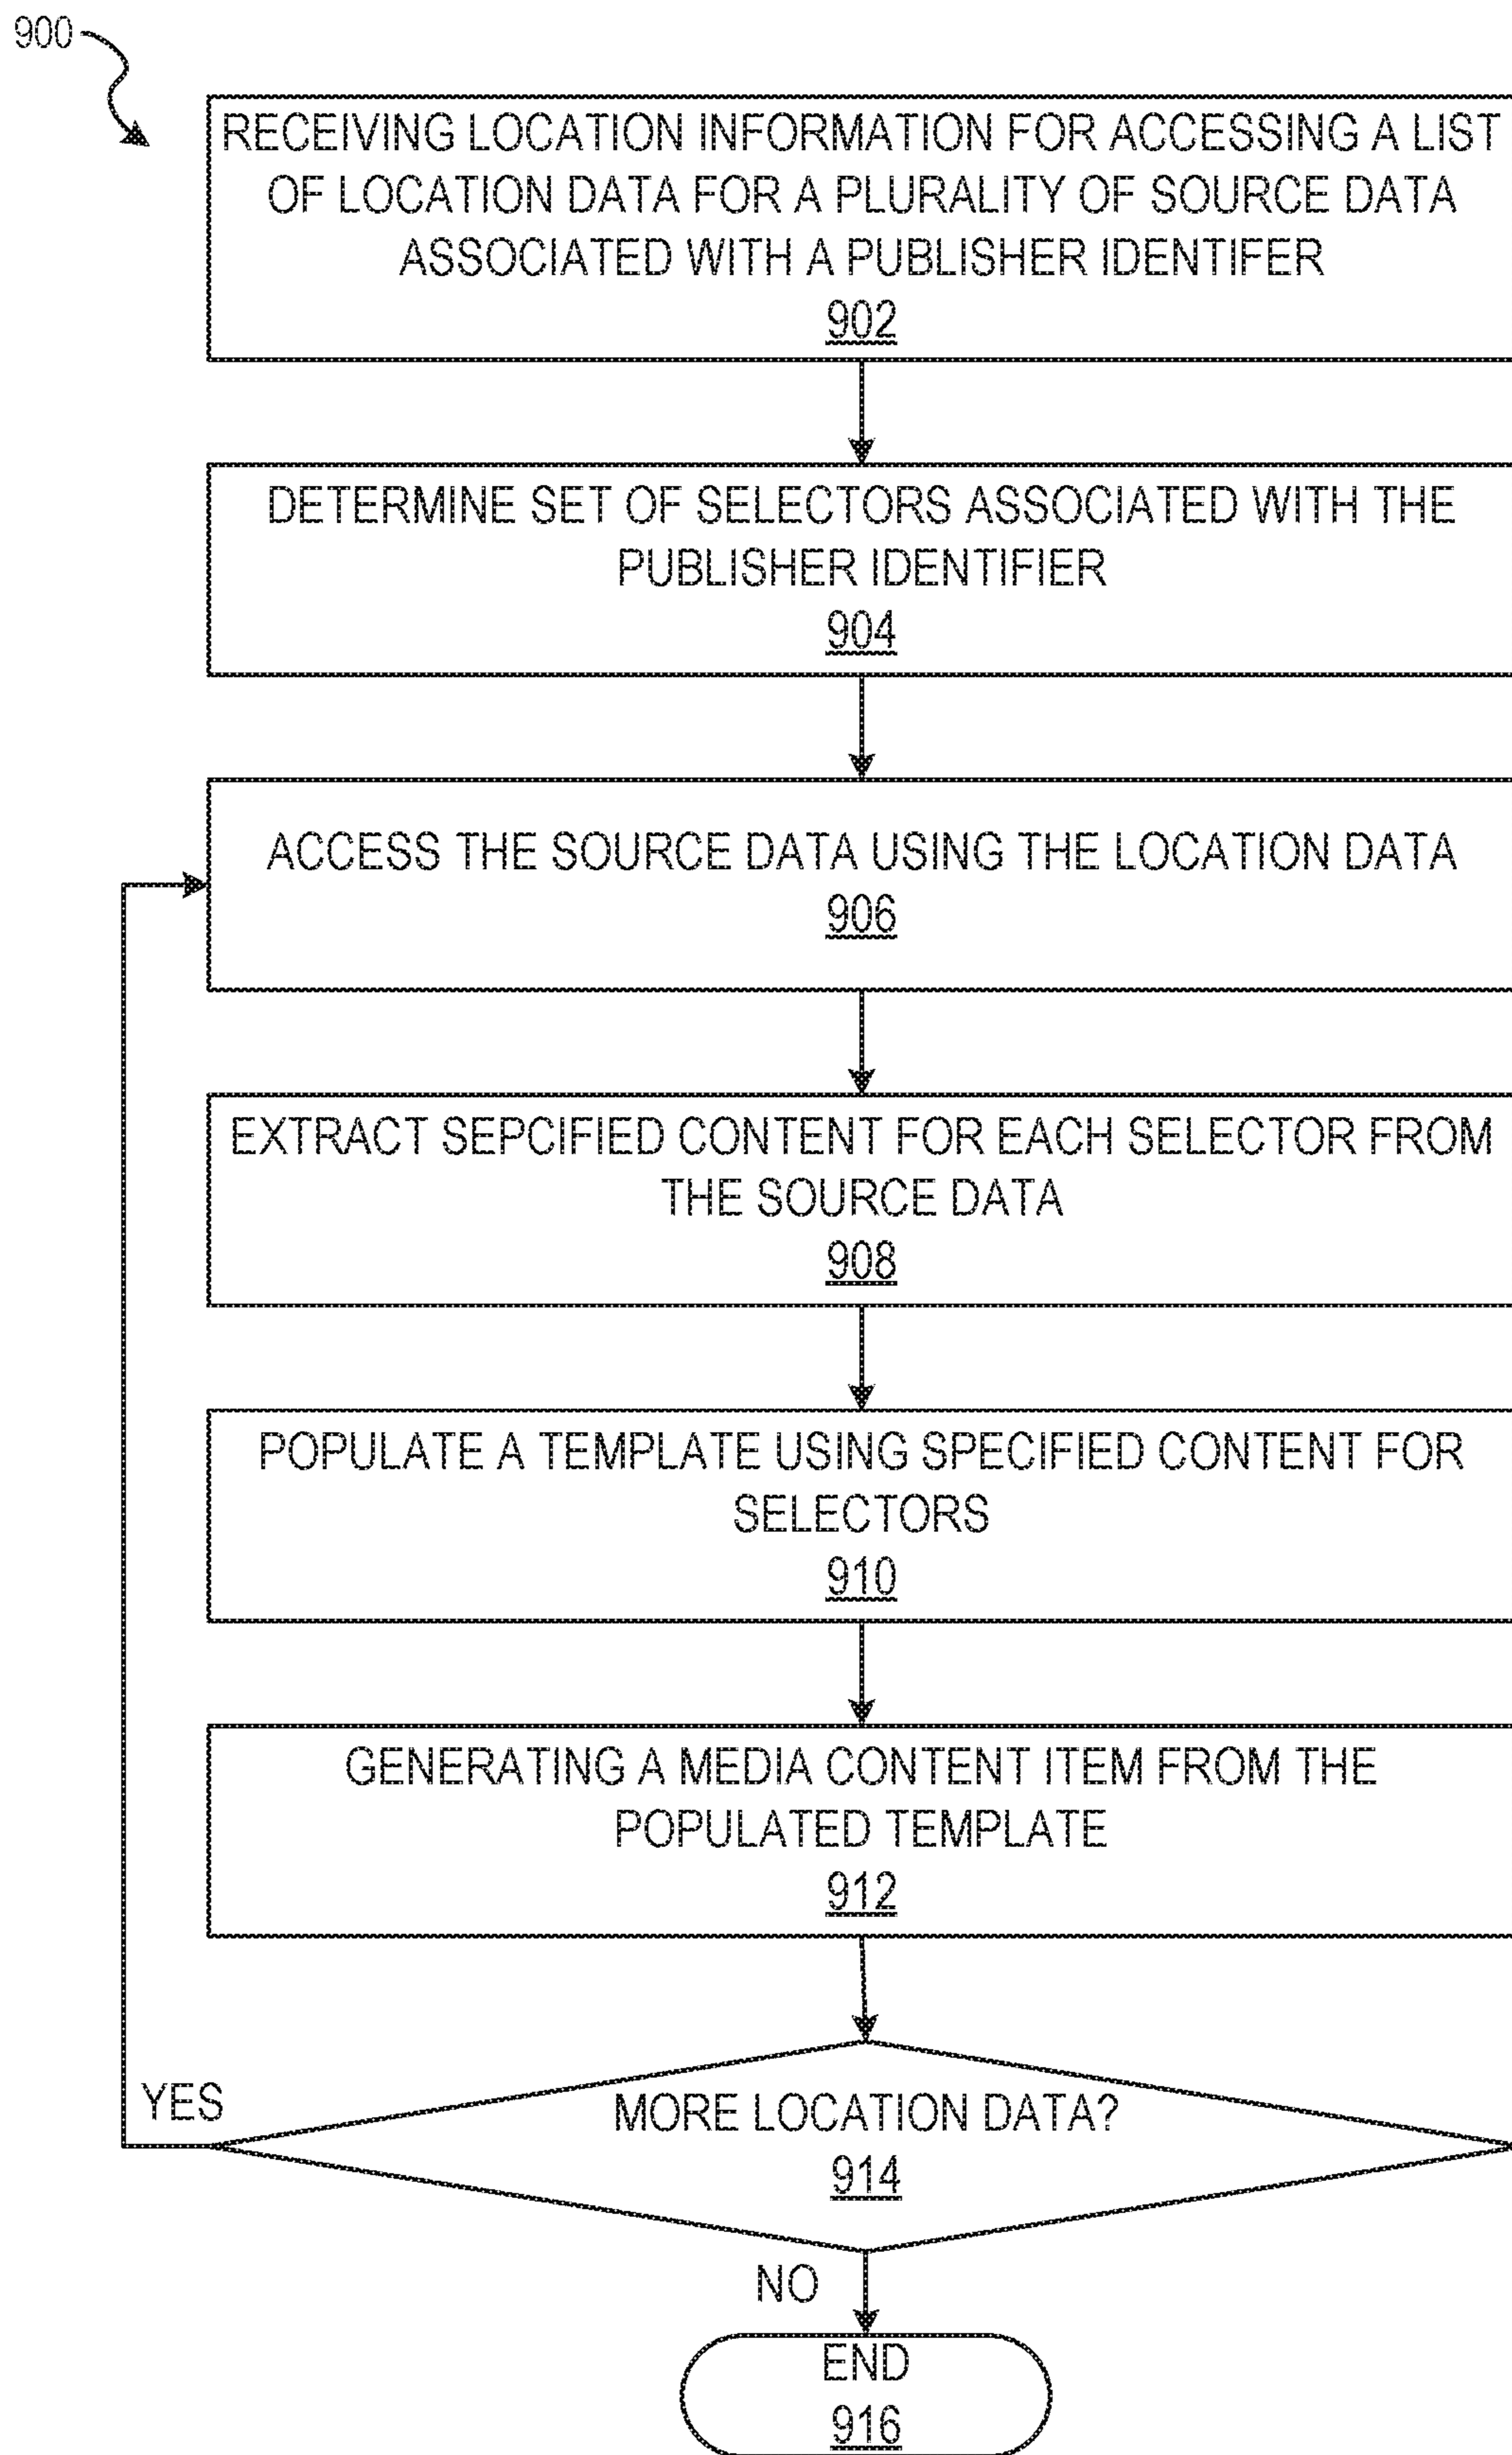 900
RECEIVING LOCATION INFORMATION FOR ACCESSING A LIST
OF LOCATION DATA FOR A PLURALITY OF SOURCE DATA
ASSOCIATED WITH A PUBLISHER IDENTIFER
902
DETERMINE SET OF SELECTORS ASSOCIATED WITH THE
PUBLISHER IDENTIFIER
904
ACCESS THE SOURCE DATA USING THE LOCATION DATA
906
EXTRACT SEPCIFIED CONTENT FOR EACH SELECTOR FROM
THE SOURCE DATA
908
POPULATE A TEMPLATE USING SPECIFIED CONTENT FOR
SELECTORS
910
GENERATING A MEDIA CONTENT ITEM FROM THE
POPULATED TEMPLATE
912
YES
MORE LOCATION DATA?
914
NO
END
916